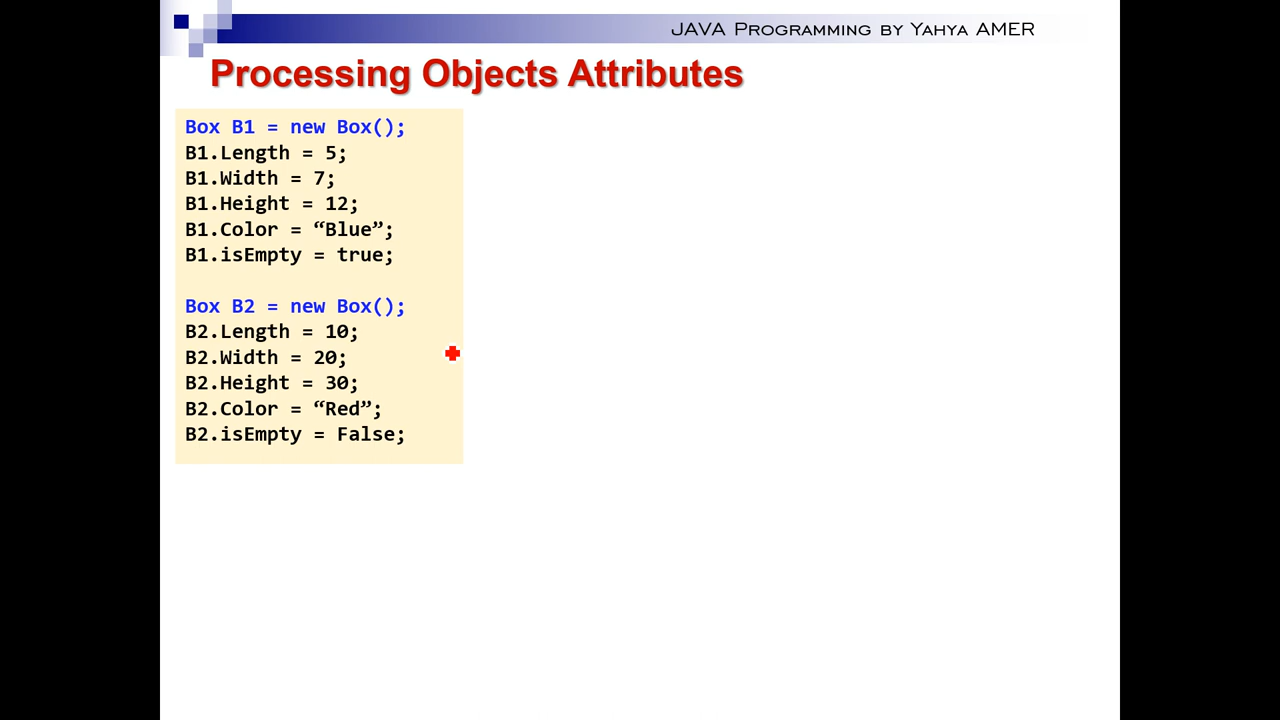 JAVA Programming by Yahya AMER
Processing Objects Attributes
Box B1 = new Box();
B1.Length = 5;
B1.Width = 7;
B1.Height = 12;
B1.Color = “Blue”;
B1.isEmpty = true;
Box B2 = new Box();
B2.Length = 10;
B2.Width = 20;
B2.Height = 30;
B2.Color = “Red”;
B2.isEmpty = False;